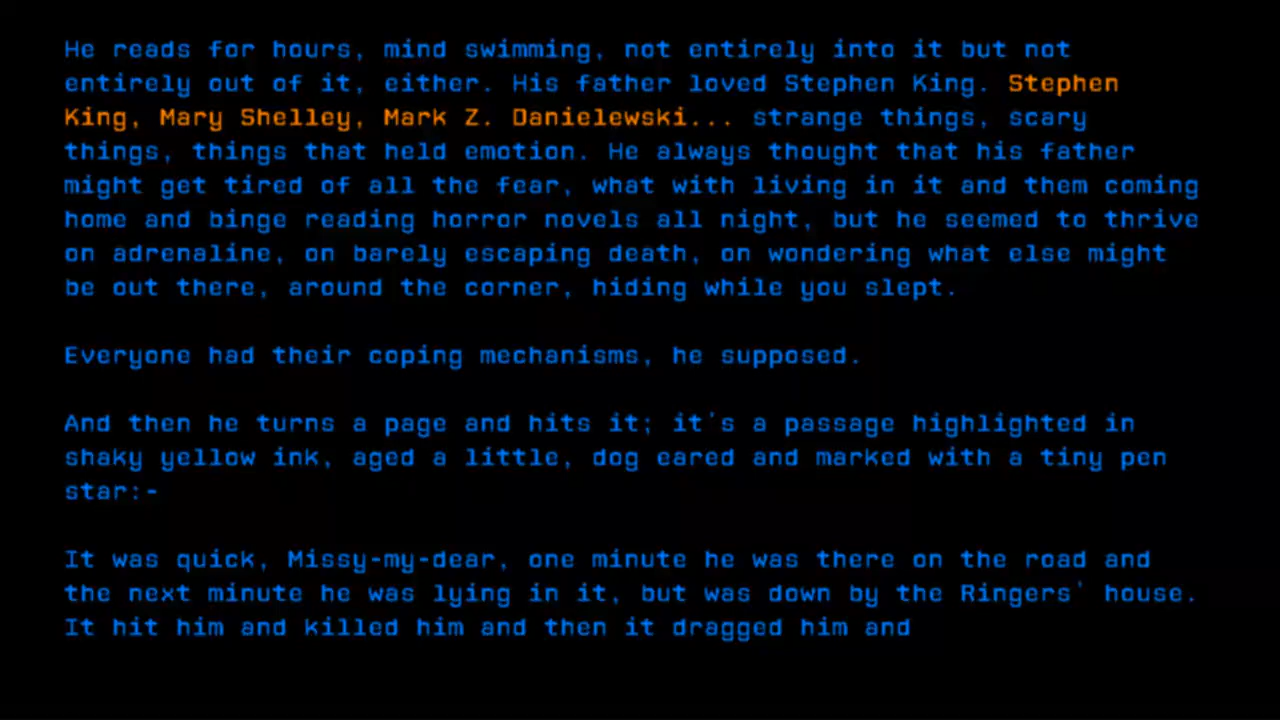 He reads for hours, mind swimming, not entirely into it but not
entirely out of it, either. His father loved Stephen King. Stephen
King, Mary Shelley, Mark Z. Danielewski... strange things, scary
things, things that held emotion. He always thought that his father
might get tired of all the fear, what with living in it and them coming
home and binge reading horror novels all night, but he seemed to thrive
on adrenaline, on barely escaping death, on wondering what else might
be out there, around the corner, hiding while you slept.
Everyone had their coping mechanisms, he supposed.
And then he turns a page and hits it; it's a passage highlighted in
shaky yellow ink, aged a little, dog eared and marked with a tiny pen
star:-
It was quick, Missy-my-dear, one minute he was there on the road and
the next minute he was lying in it, but was down by the Ringers' house.
It hit him and killed him and then it dragged him and